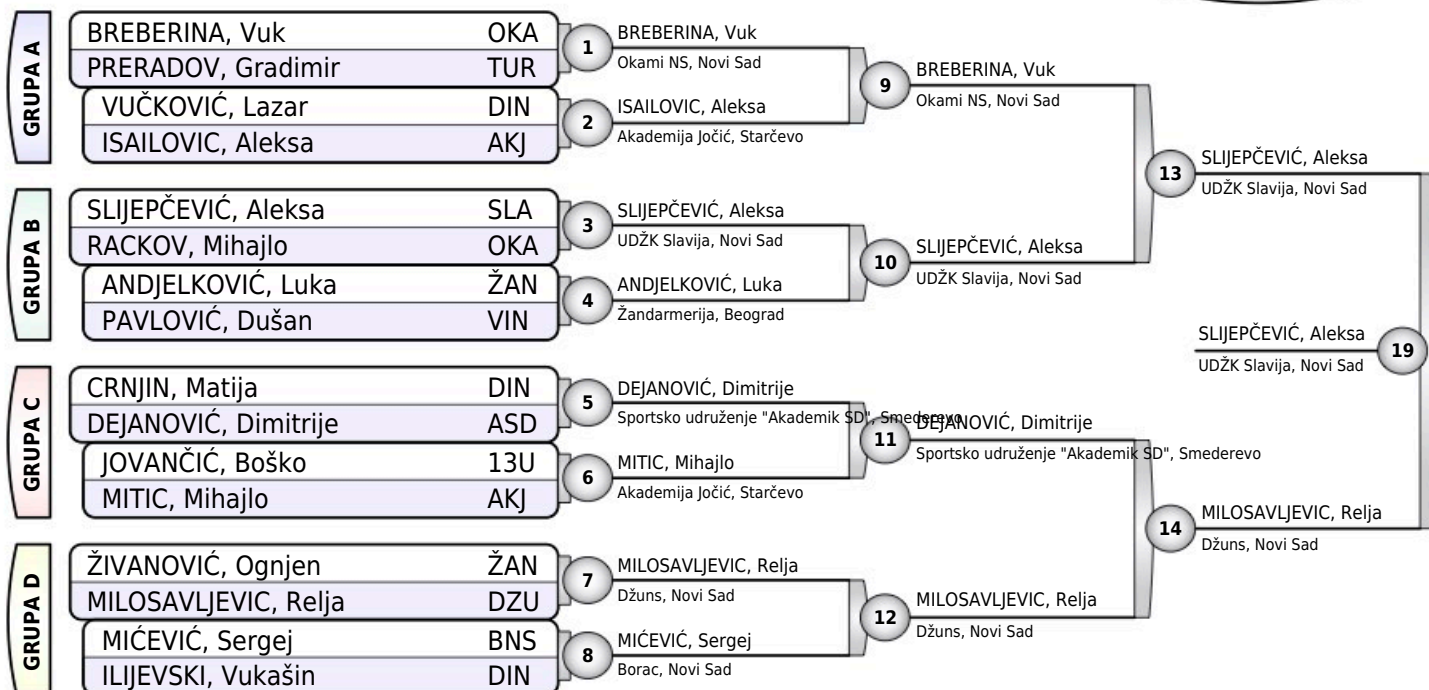 GRUPA A
BREBERINA, Vuk OKA
PRERADOV, Gradimir TUR
VUČKOVIĆ, Lazar DIN
ISAILOVIC, Aleksa AKJ
1
BREBERINA, Vuk
Okami NS, Novi Sad
2
ISAILOVIC, Aleksa
Akademija Jočić, Starčevo
9
BREBERINA, Vuk
Okami NS, Novi Sad
GRUPA B
SLIJEPČEVIĆ, Aleksa SLA
RACKOV, Mihajlo OKA
ANDJELKOVIĆ, Luka ŽAN
PAVLOVIĆ, Dušan VIN
3
SLIJEPČEVIĆ, Aleksa
UDŽK Slavija, Novi Sad
4
ANDJELKOVIĆ, Luka
Žandarmerija, Beograd
10
SLIJEPČEVIĆ, Aleksa
UDŽK Slavija, Novi Sad
13
SLIJEPČEVIĆ, Aleksa
UDŽK Slavija, Novi Sad
GRUPA C
CRNJIN, Matija DIN
DEJANOVIĆ, Dimitrije ASD
JOVANČIĆ, Boško 13U
MITIC, Mihajlo AKJ
5
DEJANOVIĆ, Dimitrije
Sportsko udruženje "Akademik SD", Smederevo
6
MITIC, Mihajlo
Akademija Jočić, Starčevo
11
DEJANOVIĆ, Dimitrije
Sportsko udruženje "Akademik SD", Smederevo
GRUPA D
ŽIVANOVIĆ, Ognjen ŽAN
MILOSAVLJEVIC, Relja DZU
MIĆEVIĆ, Sergej BNS
ILIJEVSKI, Vukašin DIN
7
MILOSAVLJEVIC, Relja
Džuns, Novi Sad
8
MIĆEVIĆ, Sergej
Borac, Novi Sad
12
MILOSAVLJEVIC, Relja
Džuns, Novi Sad
14
MILOSAVLJEVIC, Relja
Džuns, Novi Sad
SLIJEPČEVIĆ, Aleksa
UDŽK Slavija, Novi Sad
19